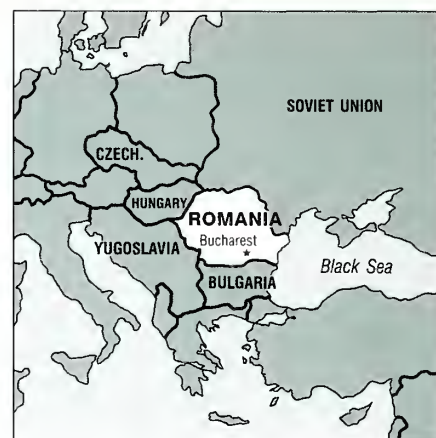 SOVIET UNION
CZECH.
HUNGARY
ROMANIA
Bucharest
YUGOSLAVIA
Black Sea
BULGARIA